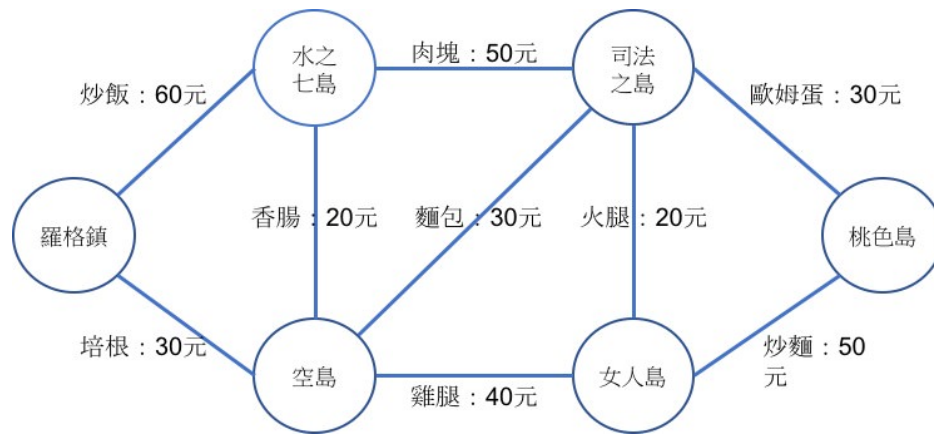 水之
七島
肉塊：50元
司法
之島
炒飯：60元
歐姆蛋：30元
羅格鎮
香腸：20元
麵包：30元
火腿：20元
桃色島
培根：30元
空島
雞腿：40元
女人島
炒麵：50
元